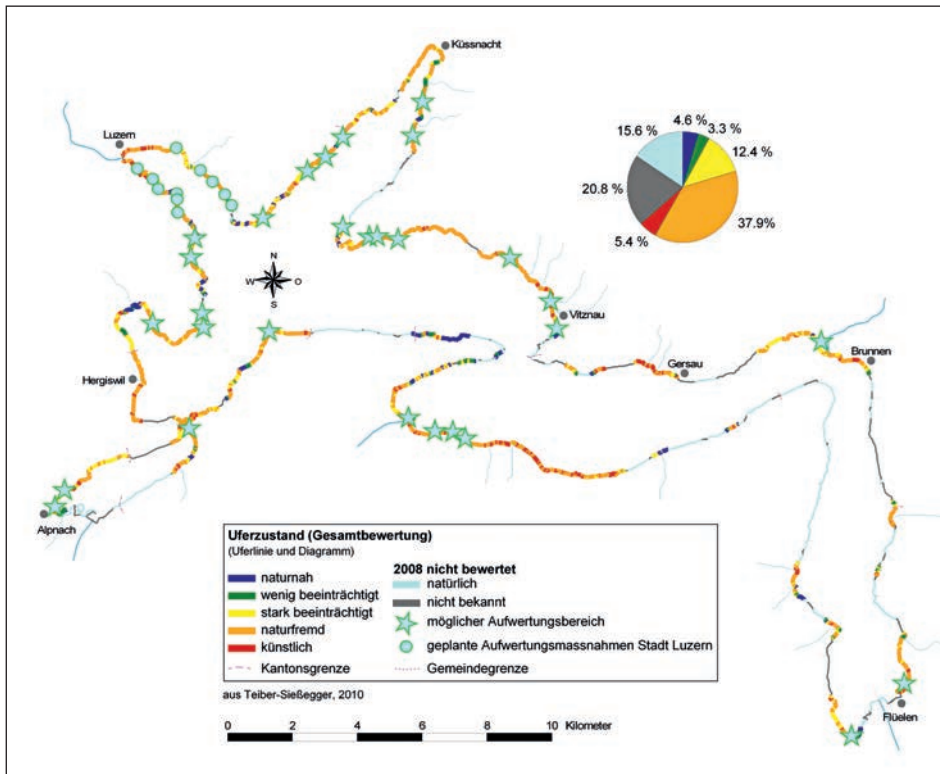 Küssnacht
Luzern
4.6 %
3.3 %
15.6 %
12.4 %
20.8 %
37.9%
5.4 %
N
W
O
S
Vitznau
Gersau
Brunnen
Hergiswil
Alpnach
Flüelen
Uferzustand (Gesamtbewertung)
(Uferlinie und Diagramm)
naturnah
wenig beeinträchtigt
stark beeinträchtigt
naturfremd
künstlich
Kantonsgrenze
2008 nicht bewertet
natürlich
nicht bekannt
möglicher Aufwertungsbereich
geplante Aufwertungsmassnahmen Stadt Luzern
Gemeindegrenze
aus Teiber-Sießegger, 2010
0 2 4 6 8 10 Kilometer